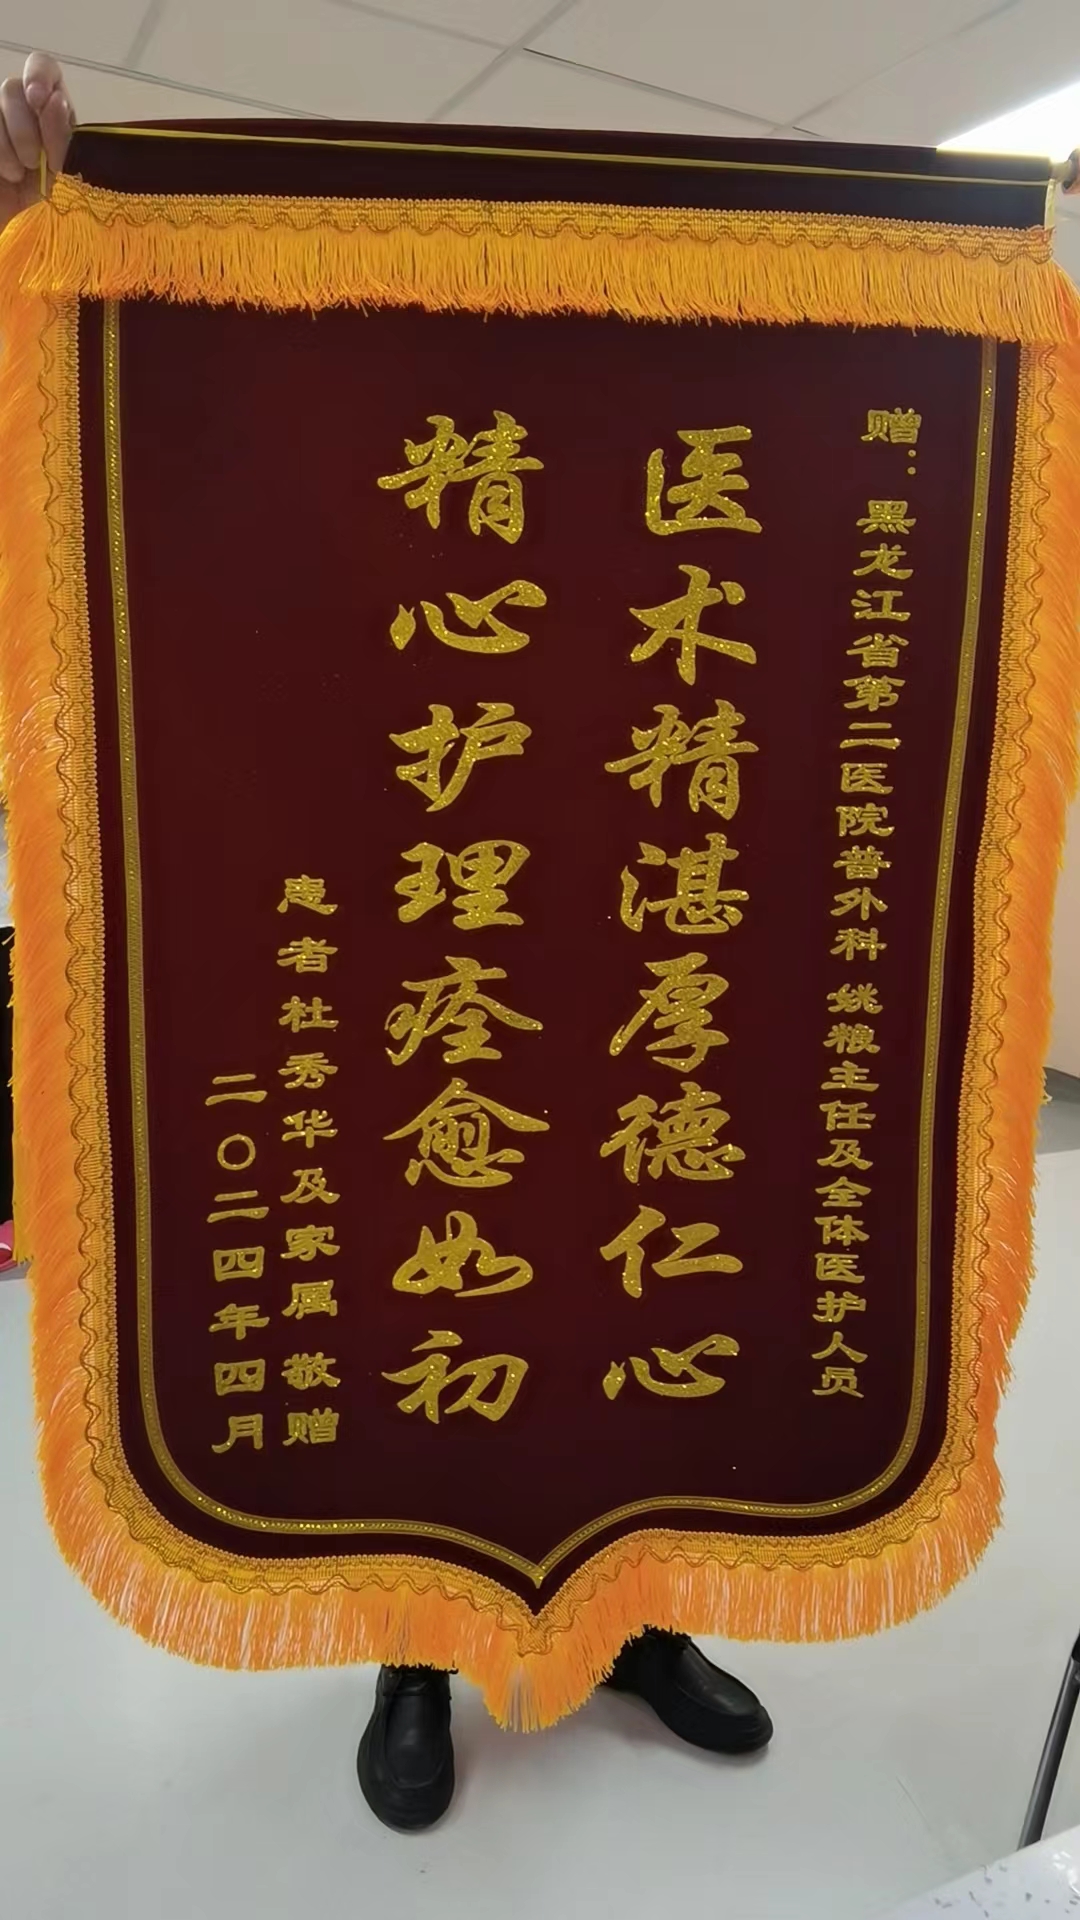 赠：黑龙江省第二医院普外科 姚粮主任及全体医护人员
医术精湛厚德仁心
精心护理痊愈如初
患者杜秀华及家属 敬赠
二〇二四年四月